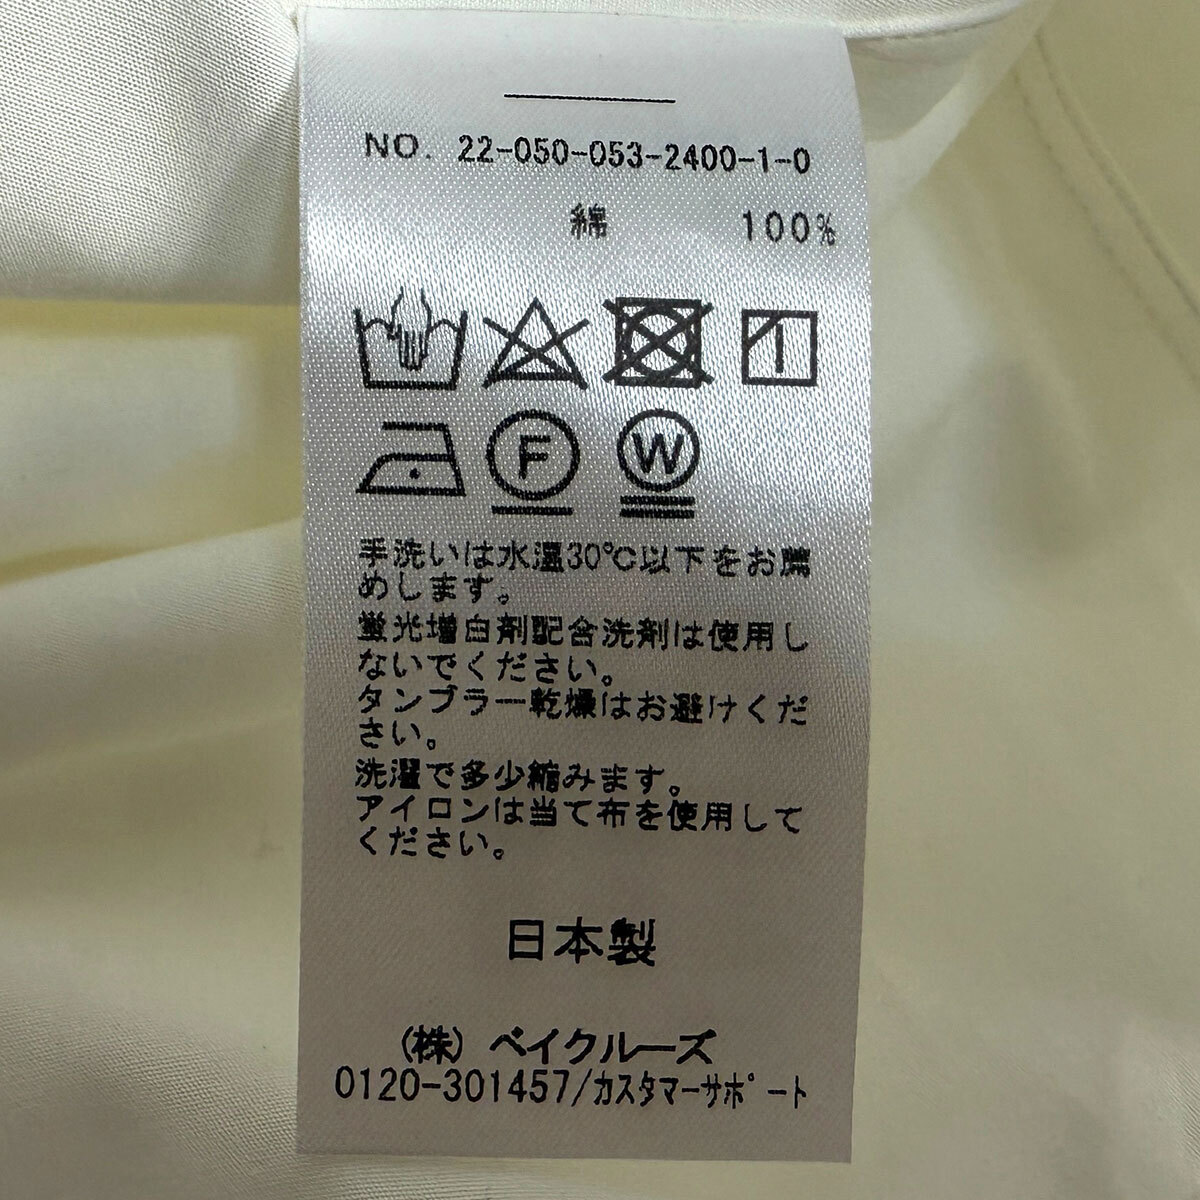 NO. 22-050-053-2400-1-0
綿 100%
F W
手洗いは水温30℃以下をお薦
めします。
蛍光増白剤配合洗剤は使用し
ないでください。
タンブラー乾燥はお避けくだ
さい。
洗濯で多少縮みます。
アイロンは当て布を使用して
ください。
日本製
(株) ベイクルーズ
0120-301457/カスタマーサポート